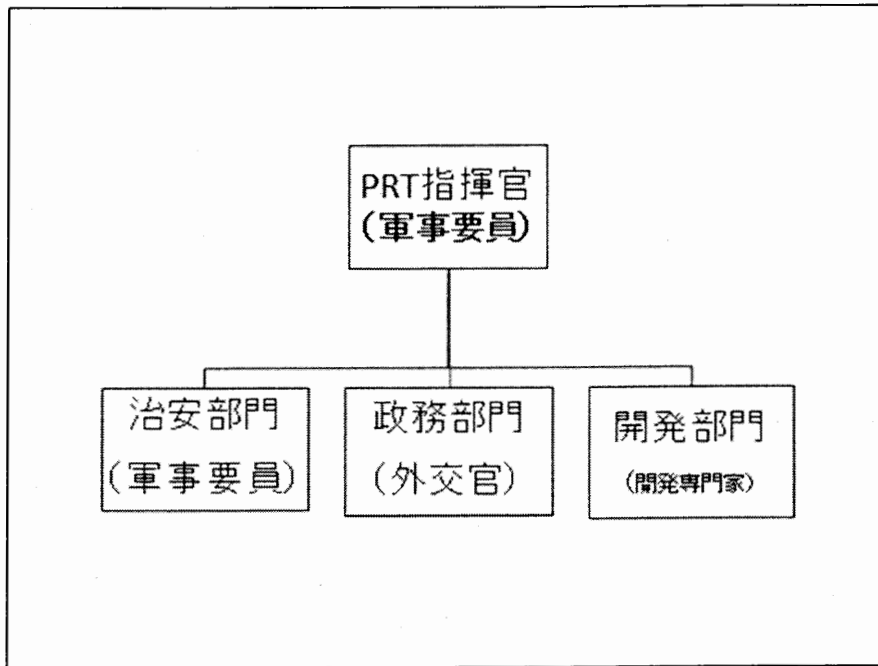 PRT指揮官
(軍事要員)
治安部門
(軍事要員)
政務部門
(外交官)
開発部門
(開発専門家)